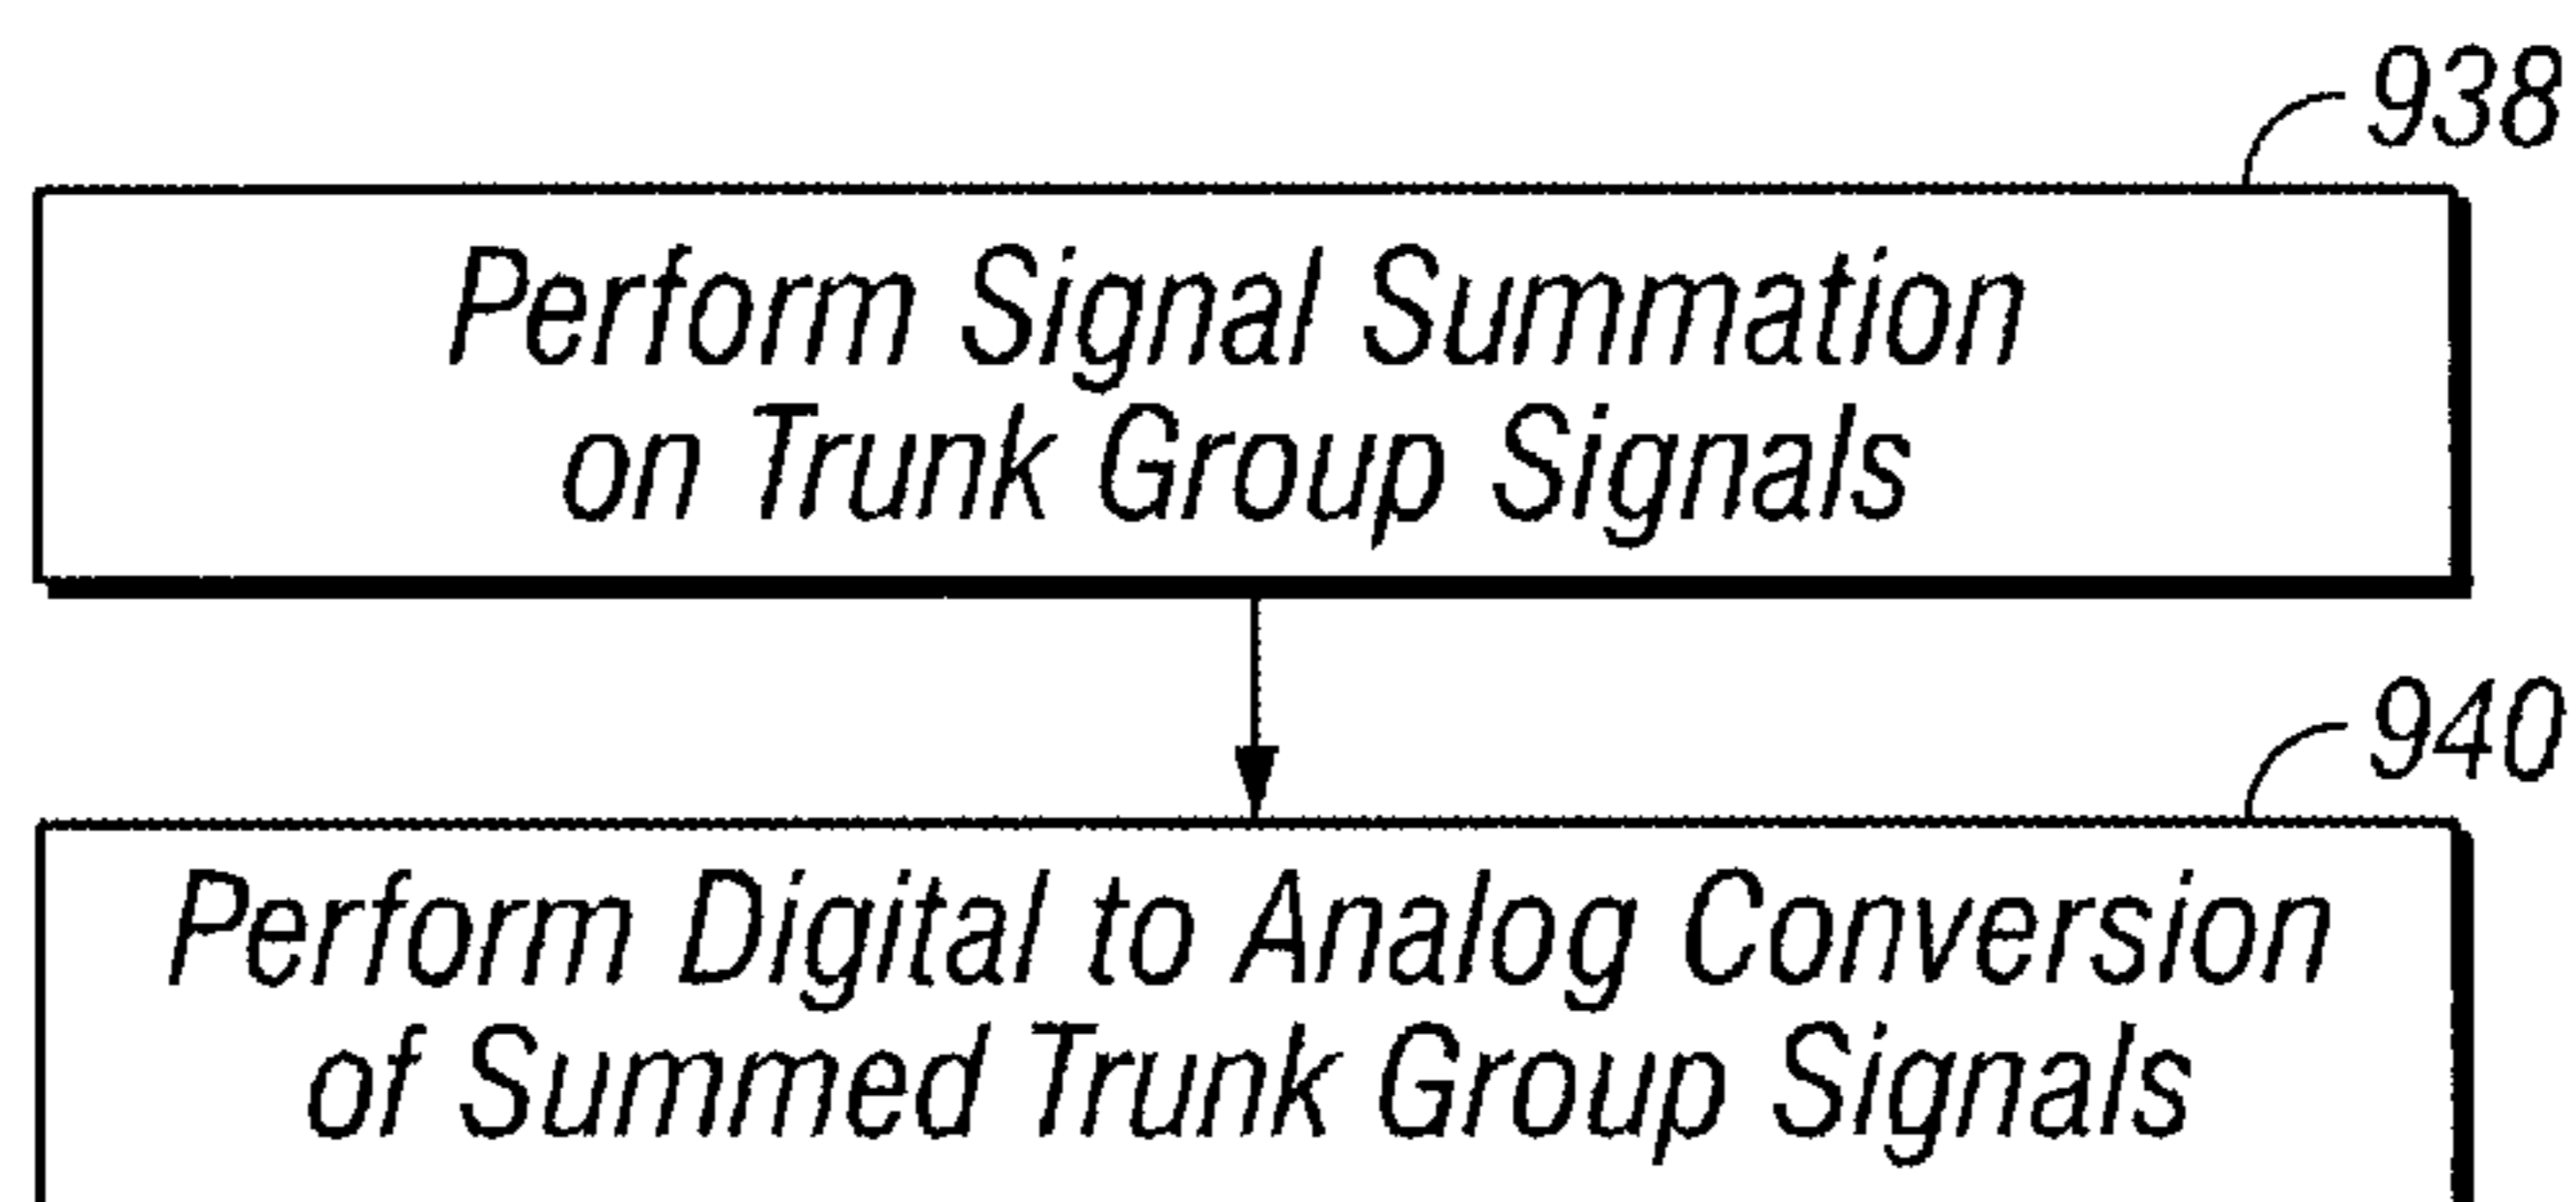 938
Perform Signal Summation
on Trunk Group Signals
940
Perform Digital to Analog Conversion
of Summed Trunk Group Signals